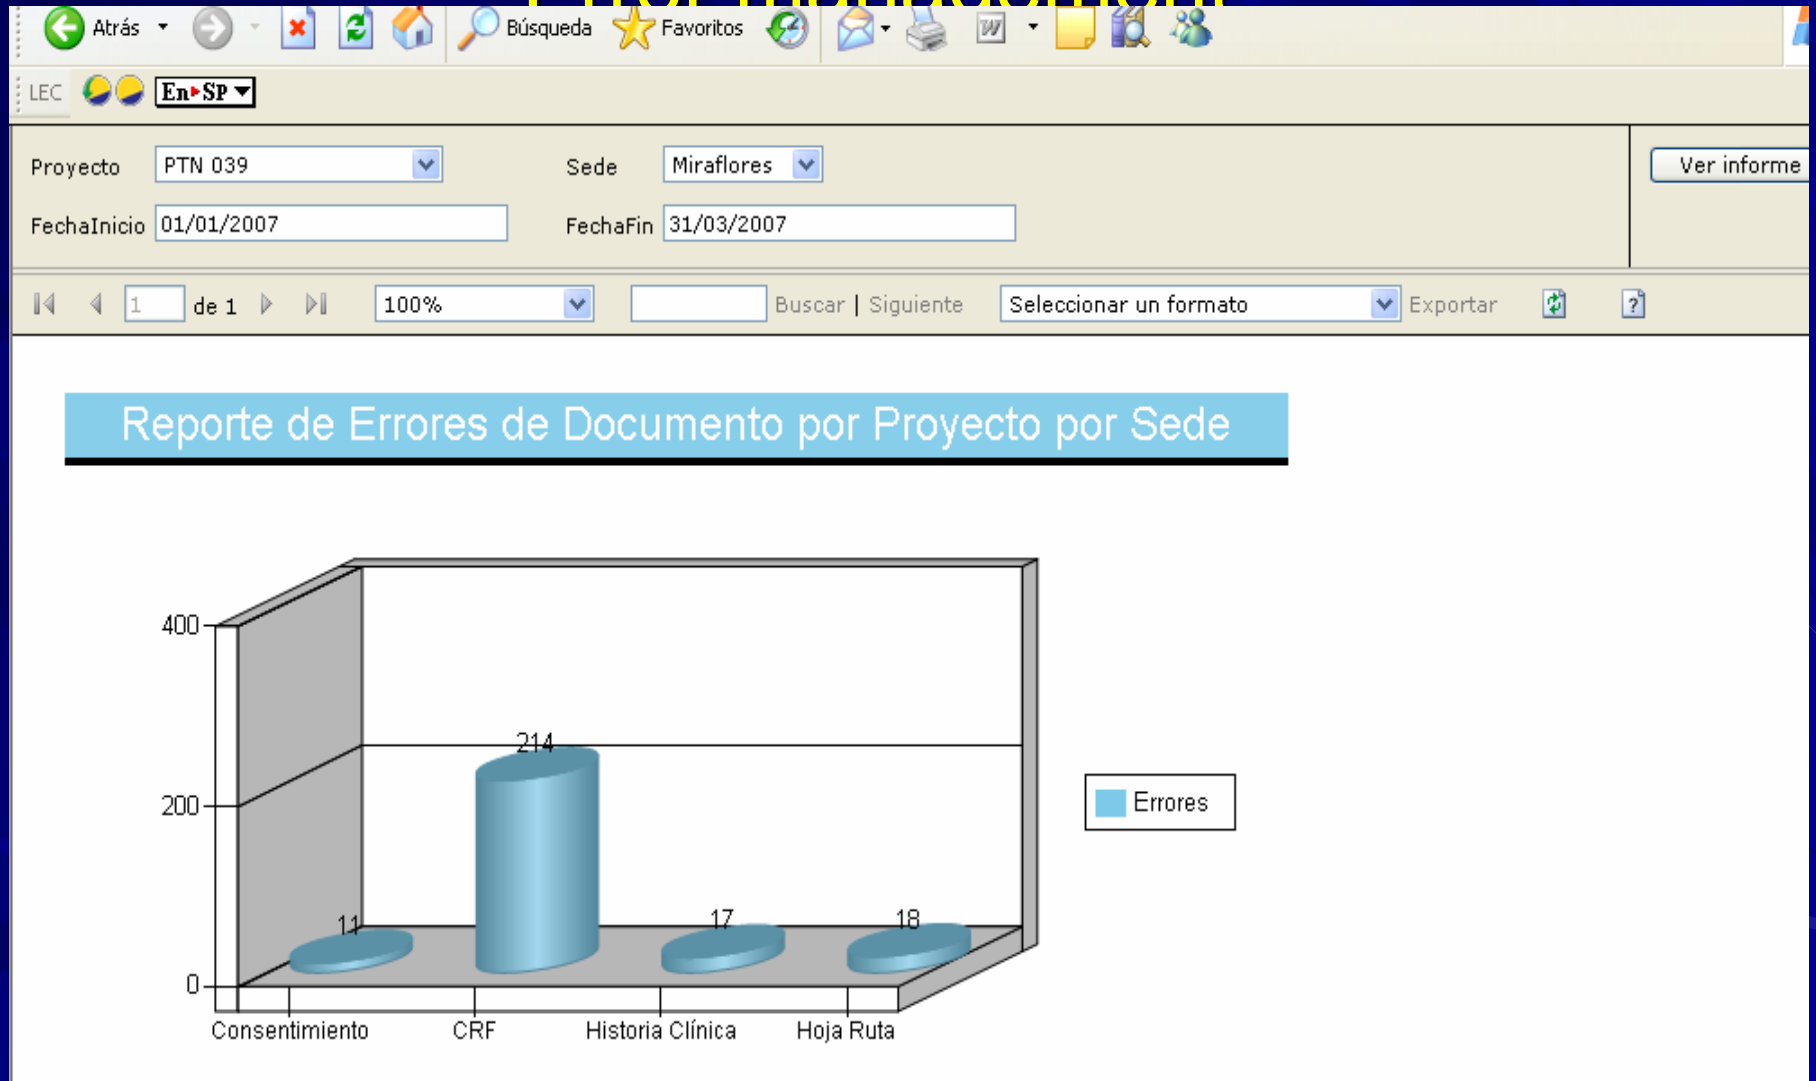 Error management
Atrás Búsqueda Favoritos
LEC En▸SP
Proyecto PTN 039 Sede Miraflores Ver informe
FechaInicio 01/01/2007 FechaFin 31/03/2007
1 de 1 100% Buscar | Siguiente Seleccionar un formato Exportar
Reporte de Errores de Documento por Proyecto por Sede
400
214
200
Errores
11 17 18
0
Consentimiento CRF Historia Clínica Hoja Ruta